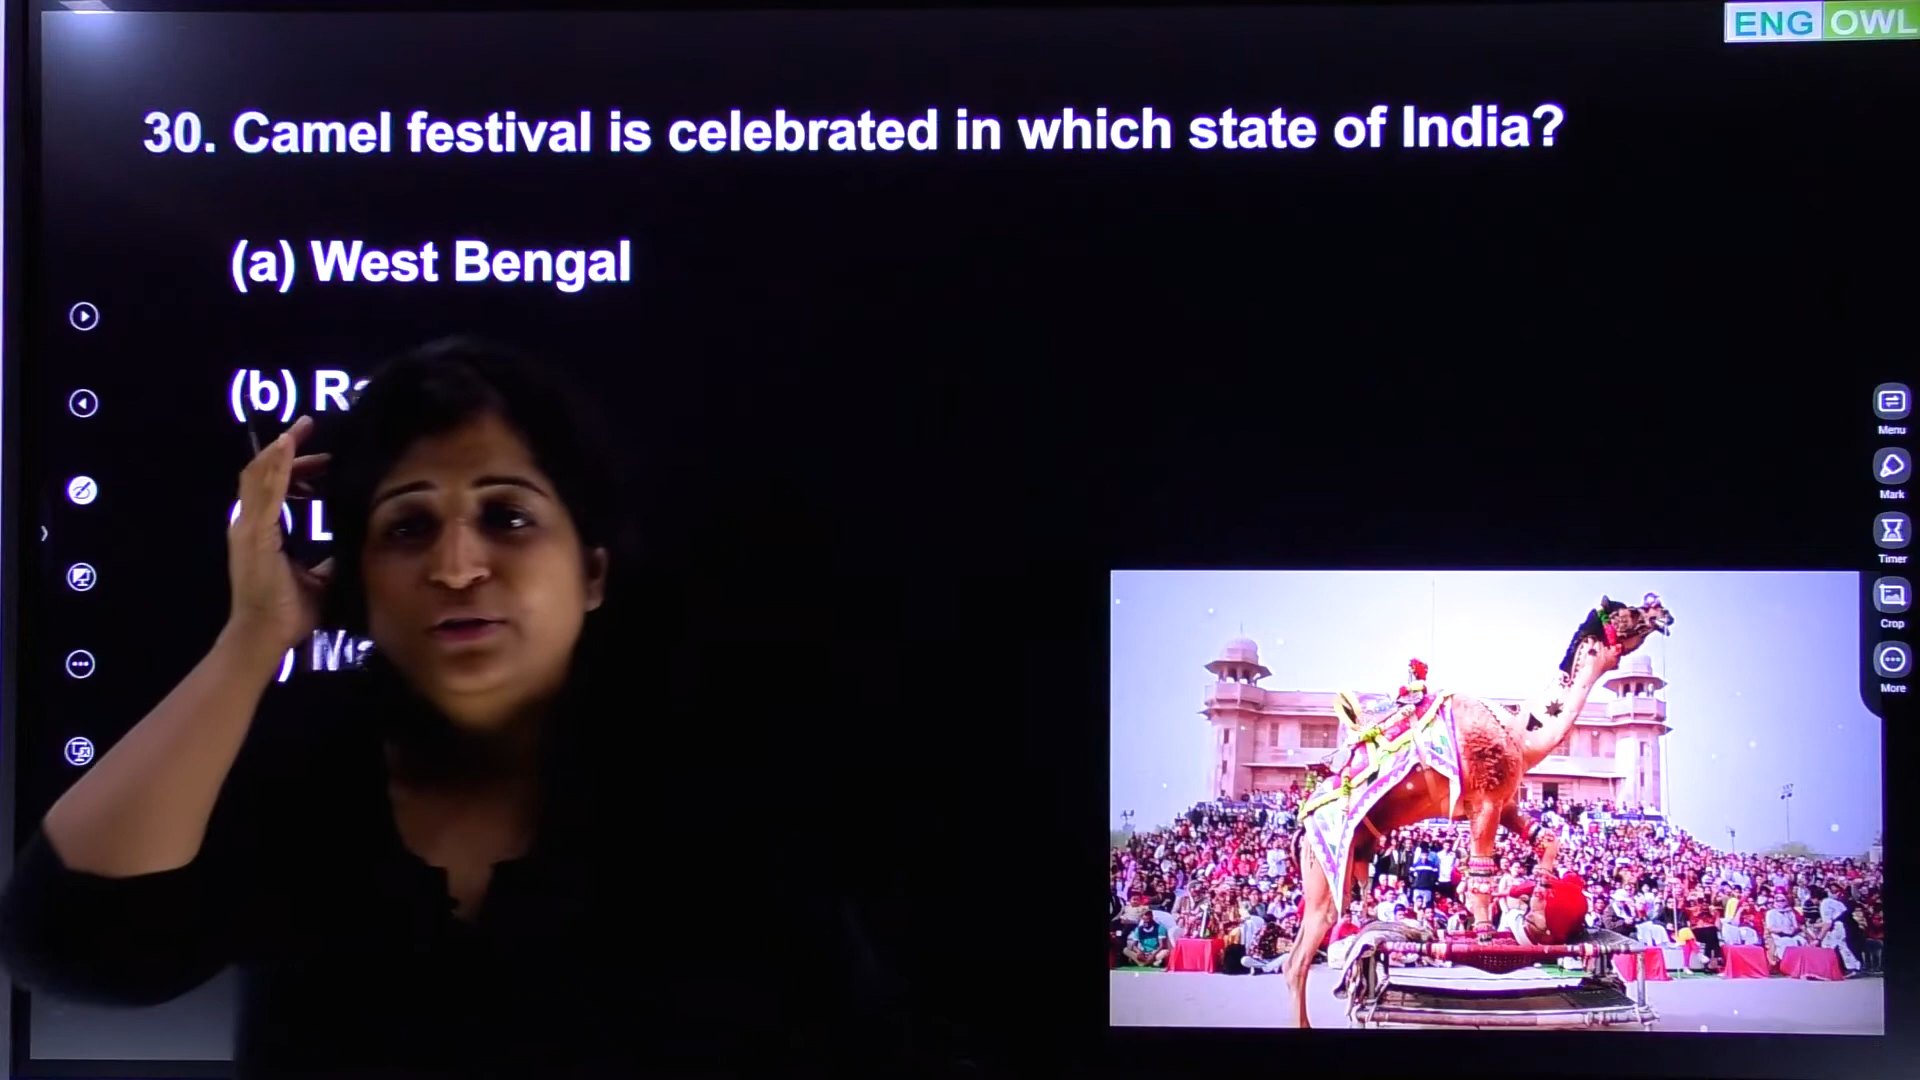 ENG OWL
30. Camel festival is celebrated in which state of India?
(a) West Bengal
(b)
Menu
Mark
Timer
Crop
More